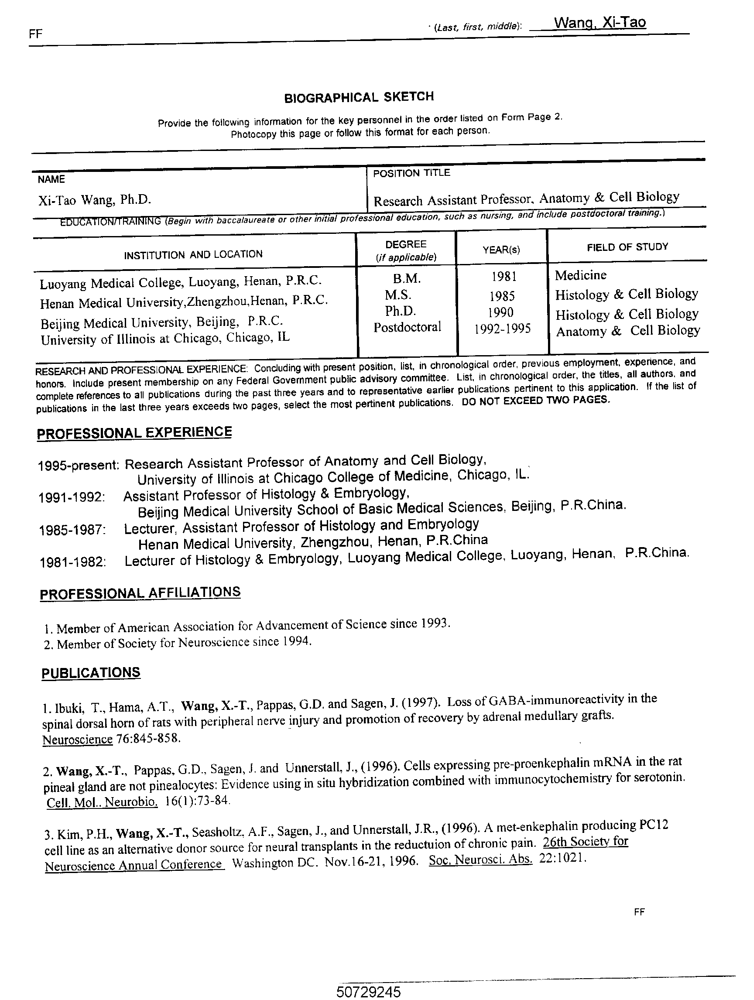 FF
(Last, first, middle): Wang, Xi-Tao
BIOGRAPHICAL SKETCH
Provide the following information for the key personnel in the order listed on Form Page 2.
Photocopy this page or follow this format for each person.
NAME
POSITION TITLE
Xi-Tao Wang, Ph.D.
Research Assistant Professor, Anatomy & Cell Biology
EDUCATION/TRAINING (Begin with baccalaureate or other initial professional education, such as nursing, and include postdoctoral training.)
INSTITUTION AND LOCATION
DEGREE
(if applicable)
YEAR(s)
FIELD OF STUDY
Luoyang Medical College, Luoyang, Henan, P.R.C. B.M. 1981 Medicine
Henan Medical University,Zhengzhou,Henan, P.R.C. M.S. 1985 Histology & Cell Biology
Beijing Medical University, Beijing, P.R.C. Ph.D. 1990 Histology & Cell Biology
University of Illinois at Chicago, Chicago, IL Postdoctoral 1992-1995 Anatomy & Cell Biology
RESEARCH AND PROFESSIONAL EXPERIENCE: Concluding with present position, list, in chronological order, previous employment, experience, and
honors. Include present membership on any Federal Government public advisory committee. List, in chronological order, the titles, all authors, and
complete references to all publications during the past three years and to representative earlier publications pertinent to this application. If the list of
publications in the last three years exceeds two pages, select the most pertinent publications. DO NOT EXCEED TWO PAGES.
PROFESSIONAL EXPERIENCE
1995-present: Research Assistant Professor of Anatomy and Cell Biology,
University of Illinois at Chicago College of Medicine, Chicago, IL.
1991-1992: Assistant Professor of Histology & Embryology,
Beijing Medical University School of Basic Medical Sciences, Beijing, P.R.China.
1985-1987: Lecturer, Assistant Professor of Histology and Embryology
Henan Medical University, Zhengzhou, Henan, P.R.China
1981-1982: Lecturer of Histology & Embryology, Luoyang Medical College, Luoyang, Henan, P.R.China.
PROFESSIONAL AFFILIATIONS
1. Member of American Association for Advancement of Science since 1993.
2. Member of Society for Neuroscience since 1994.
PUBLICATIONS
1. Ibuki, T., Hama, A.T., Wang, X.-T., Pappas, G.D. and Sagen, J. (1997). Loss of GABA-immunoreactivity in the
spinal dorsal horn of rats with peripheral nerve injury and promotion of recovery by adrenal medullary grafts.
Neuroscience 76:845-858.
2. Wang, X.-T., Pappas, G.D., Sagen, J. and Unnerstall, J., (1996). Cells expressing pre-proenkephalin mRNA in the rat
pineal gland are not pinealocytes: Evidence using in situ hybridization combined with immunocytochemistry for serotonin.
Cell. Mol.. Neurobio. 16(1):73-84.
3. Kim, P.H., Wang, X.-T., Seasholtz, A.F., Sagen, J., and Unnerstall, J.R., (1996). A met-enkephalin producing PC12
cell line as an alternative donor source for neural transplants in the reductuion of chronic pain. 26th Society for
Neuroscience Annual Conference Washington DC. Nov.16-21, 1996. Soc. Neurosci. Abs. 22:1021.
FF
50729245